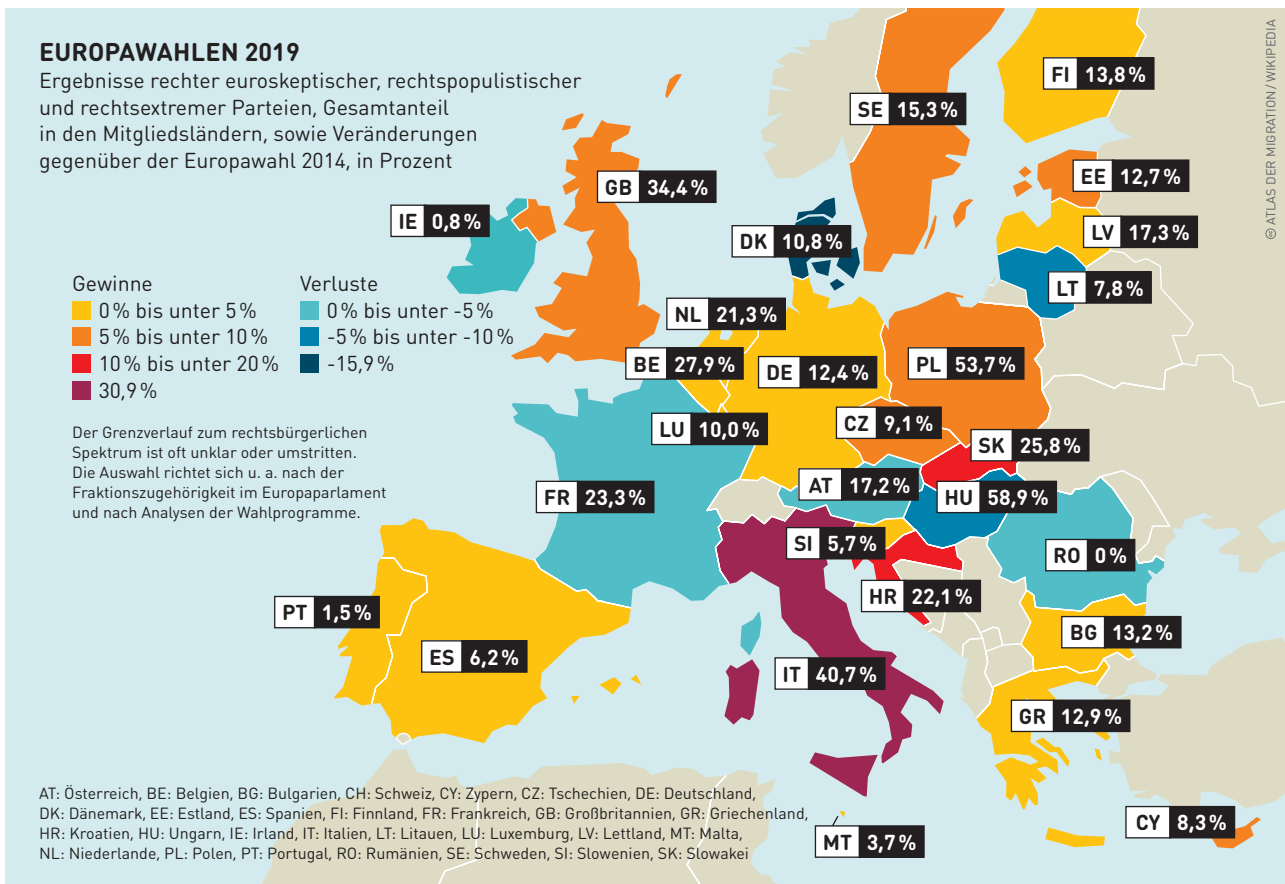 EUROPAWAHLEN 2019
Ergebnisse rechter euroskeptischer, rechtspopulistischer
und rechtsextremer Parteien, Gesamtanteil
in den Mitgliedsländern, sowie Veränderungen
gegenüber der Europawahl 2014, in Prozent
© ATLAS DER MIGRATION / WIKIPEDIA
FI 13,8 %
SE 15,3 %
EE 12,7 %
GB 34,4 %
IE 0,8 %
LV 17,3 %
DK 10,8 %
LT 7,8 %
Gewinne
0 % bis unter 5 %
5 % bis unter 10 %
10 % bis unter 20 %
30,9 %
Verluste
0 % bis unter -5 %
-5 % bis unter -10 %
-15,9 %
NL 21,3 %
BE 27,9 %
DE 12,4 %
PL 53,7 %
LU 10,0 %
CZ 9,1 %
SK 25,8 %
Der Grenzverlauf zum rechtsbürgerlichen
Spektrum ist oft unklar oder umstritten.
Die Auswahl richtet sich u. a. nach der
Fraktionszugehörigkeit im Europaparlament
und nach Analysen der Wahlprogramme.
FR 23,3 %
AT 17,2 %
HU 58,9 %
SI 5,7 %
RO 0 %
HR 22,1 %
PT 1,5 %
BG 13,2 %
ES 6,2 %
IT 40,7 %
GR 12,9 %
AT: Österreich, BE: Belgien, BG: Bulgarien, CH: Schweiz, CY: Zypern, CZ: Tschechien, DE: Deutschland,
DK: Dänemark, EE: Estland, ES: Spanien, FI: Finnland, FR: Frankreich, GB: Großbritannien, GR: Griechenland,
HR: Kroatien, HU: Ungarn, IE: Irland, IT: Italien, LT: Litauen, LU: Luxemburg, LV: Lettland, MT: Malta,
NL: Niederlande, PL: Polen, PT: Portugal, RO: Rumänien, SE: Schweden, SI: Slowenien, SK: Slowakei
MT 3,7 %
CY 8,3 %